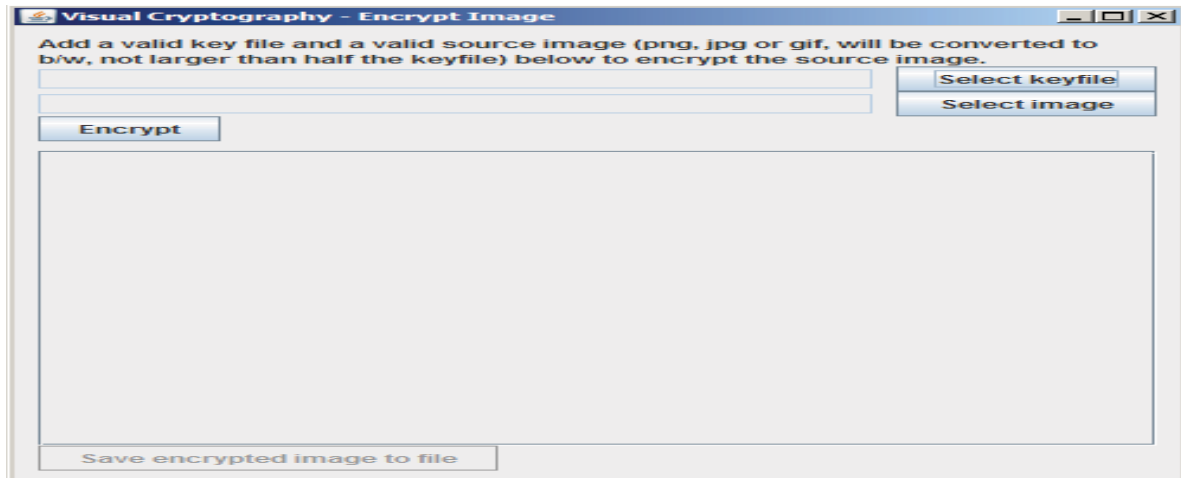 Visual Cryptography - Encrypt Image
Add a valid key file and a valid source image (png, jpg or gif, will be converted to
b/w, not larger than half the keyfile) below to encrypt the source image.
Select keyfile
Select image
Encrypt
Save encrypted image to file